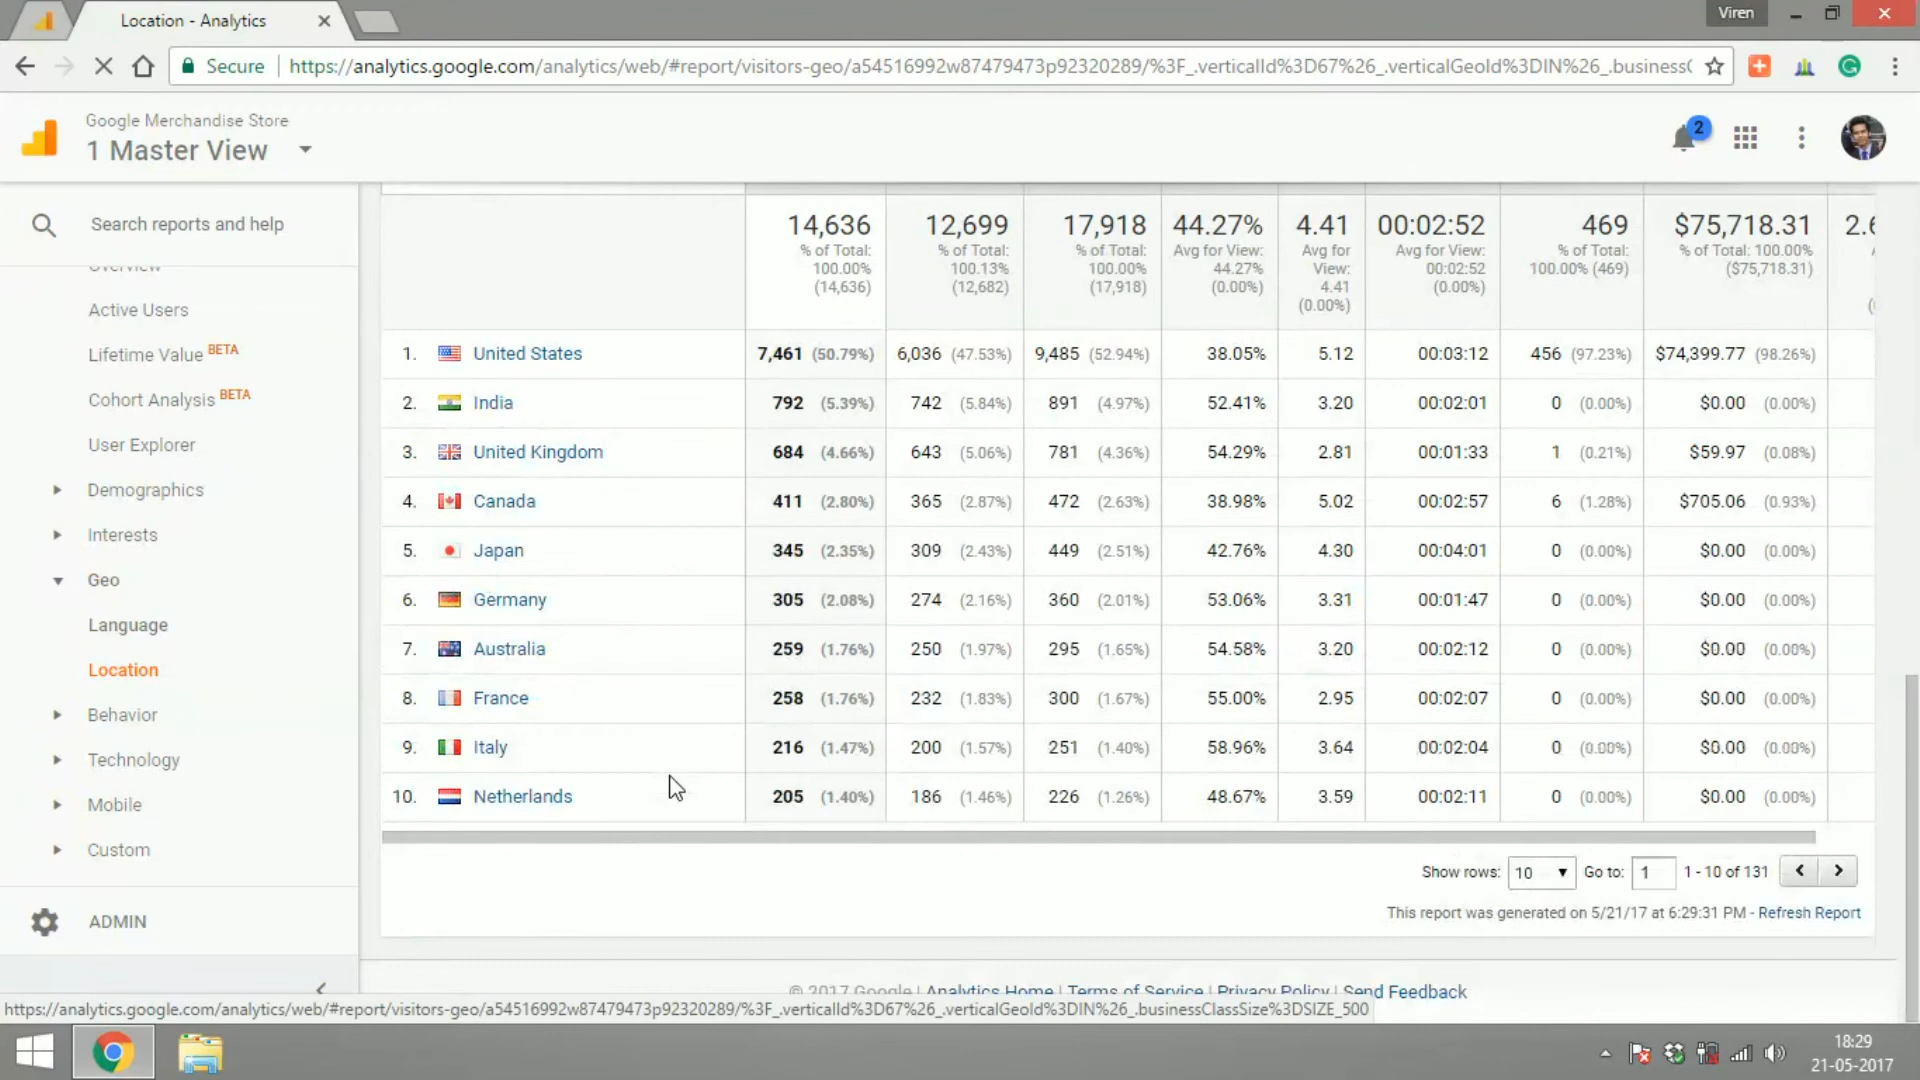 Location - Analytics
Viren
Secure https://analytics.google.com/analytics/web/#report/visitors-geo/a54516992w87479473p92320289/%3F_.verticalId%3D67%26_.verticalGeoId%3DIN%26_.businessC
Google Merchandise Store
1 Master View
2
Search reports and help
Overview
Active Users
Lifetime Value BETA
Cohort Analysis BETA
User Explorer
Demographics
Interests
Geo
Language
Location
Behavior
Technology
Mobile
Custom
ADMIN
14,636 12,699 17,918 44.27% 4.41 00:02:52 469 $75,718.31
% of Total: 100.00% (14,636)
% of Total: 100.13% (12,682)
% of Total: 100.00% (17,918)
Avg for View: 44.27% (0.00%)
Avg for View: 4.41 (0.00%)
Avg for View: 00:02:52 (0.00%)
% of Total: 100.00% (469)
% of Total: 100.00% ($75,718.31)
1. United States 7,461 (50.79%) 6,036 (47.53%) 9,485 (52.94%) 38.05% 5.12 00:03:12 456 (97.23%) $74,399.77 (98.26%)
2. India 792 (5.39%) 742 (5.84%) 891 (4.97%) 52.41% 3.20 00:02:01 0 (0.00%) $0.00 (0.00%)
3. United Kingdom 684 (4.66%) 643 (5.06%) 781 (4.36%) 54.29% 2.81 00:01:33 1 (0.21%) $59.97 (0.08%)
4. Canada 411 (2.80%) 365 (2.87%) 472 (2.63%) 38.98% 5.02 00:02:57 6 (1.28%) $705.06 (0.93%)
5. Japan 345 (2.35%) 309 (2.43%) 449 (2.51%) 42.76% 4.30 00:04:01 0 (0.00%) $0.00 (0.00%)
6. Germany 305 (2.08%) 274 (2.16%) 360 (2.01%) 53.06% 3.31 00:01:47 0 (0.00%) $0.00 (0.00%)
7. Australia 259 (1.76%) 250 (1.97%) 295 (1.65%) 54.58% 3.20 00:02:12 0 (0.00%) $0.00 (0.00%)
8. France 258 (1.76%) 232 (1.83%) 300 (1.67%) 55.00% 2.95 00:02:07 0 (0.00%) $0.00 (0.00%)
9. Italy 216 (1.47%) 200 (1.57%) 251 (1.40%) 58.96% 3.64 00:02:04 0 (0.00%) $0.00 (0.00%)
10. Netherlands 205 (1.40%) 186 (1.46%) 226 (1.26%) 48.67% 3.59 00:02:11 0 (0.00%) $0.00 (0.00%)
Show rows: 10 Go to: 1 1 - 10 of 131
This report was generated on 5/21/17 at 6:29:31 PM - Refresh Report
© 2017 Google | Analytics Home | Terms of Service | Privacy Policy | Send Feedback
https://analytics.google.com/analytics/web/#report/visitors-geo/a54516992w87479473p92320289/%3F_.verticalId%3D67%26_.verticalGeoId%3DIN%26_.businessClassSize%3DSIZE_500
18:29
21-05-2017